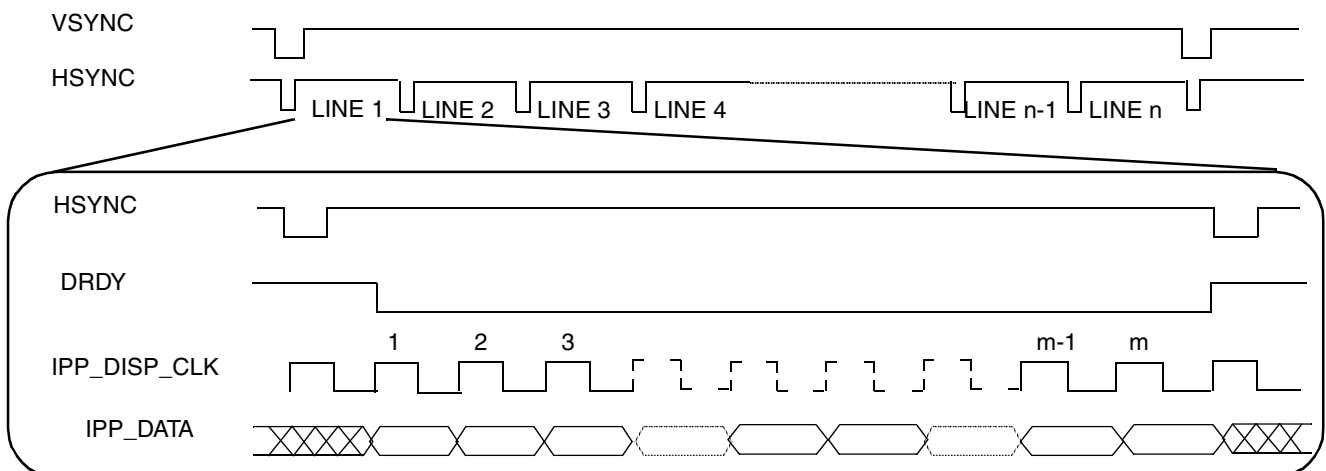 VSYNC
HSYNC
LINE 1 LINE 2 LINE 3 LINE 4 LINE n-1 LINE n
HSYNC
DRDY
1 2 3 m-1 m
IPP_DISP_CLK
IPP_DATA